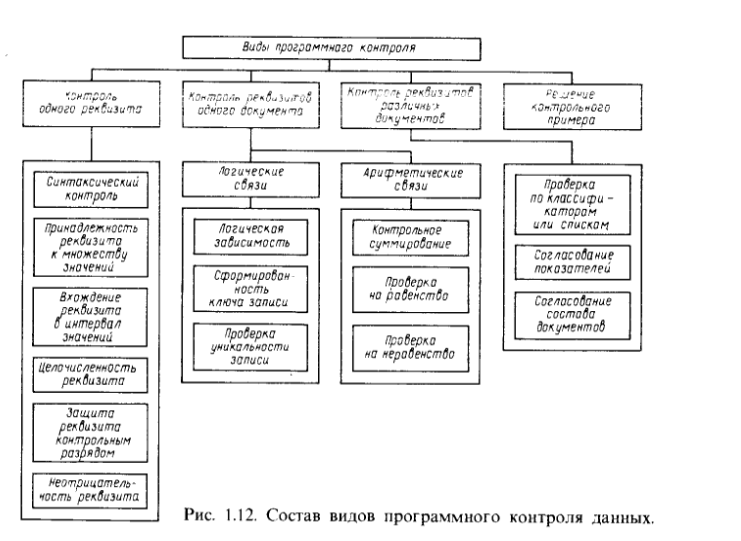 Виды программного контроля
Контроль
одного реквизита
Контроль реквизитов
одного документа
Контроль реквизитов
различных
документов
Решение
контрольного
примера
Синтаксический
контроль
Принадлежность
реквизита
к множеству
значений
Вхождение
реквизита
в интервал
значений
Целочисленность
реквизита
Защита
реквизита
контрольным
разрядом
Неотрицатель-
ность реквизита
Логические
связи
Логическая
зависимость
Сформирован-
ность
ключа записи
Проверка
уникальности
записи
Арифметические
связи
Контрольное
суммирование
Проверка
на равенство
Проверка
на неравенство
Проверка
по классифи-
каторам
или спискам
Согласование
показателей
Согласование
состава
документов
Рис. 1.12. Состав видов программного контроля данных.